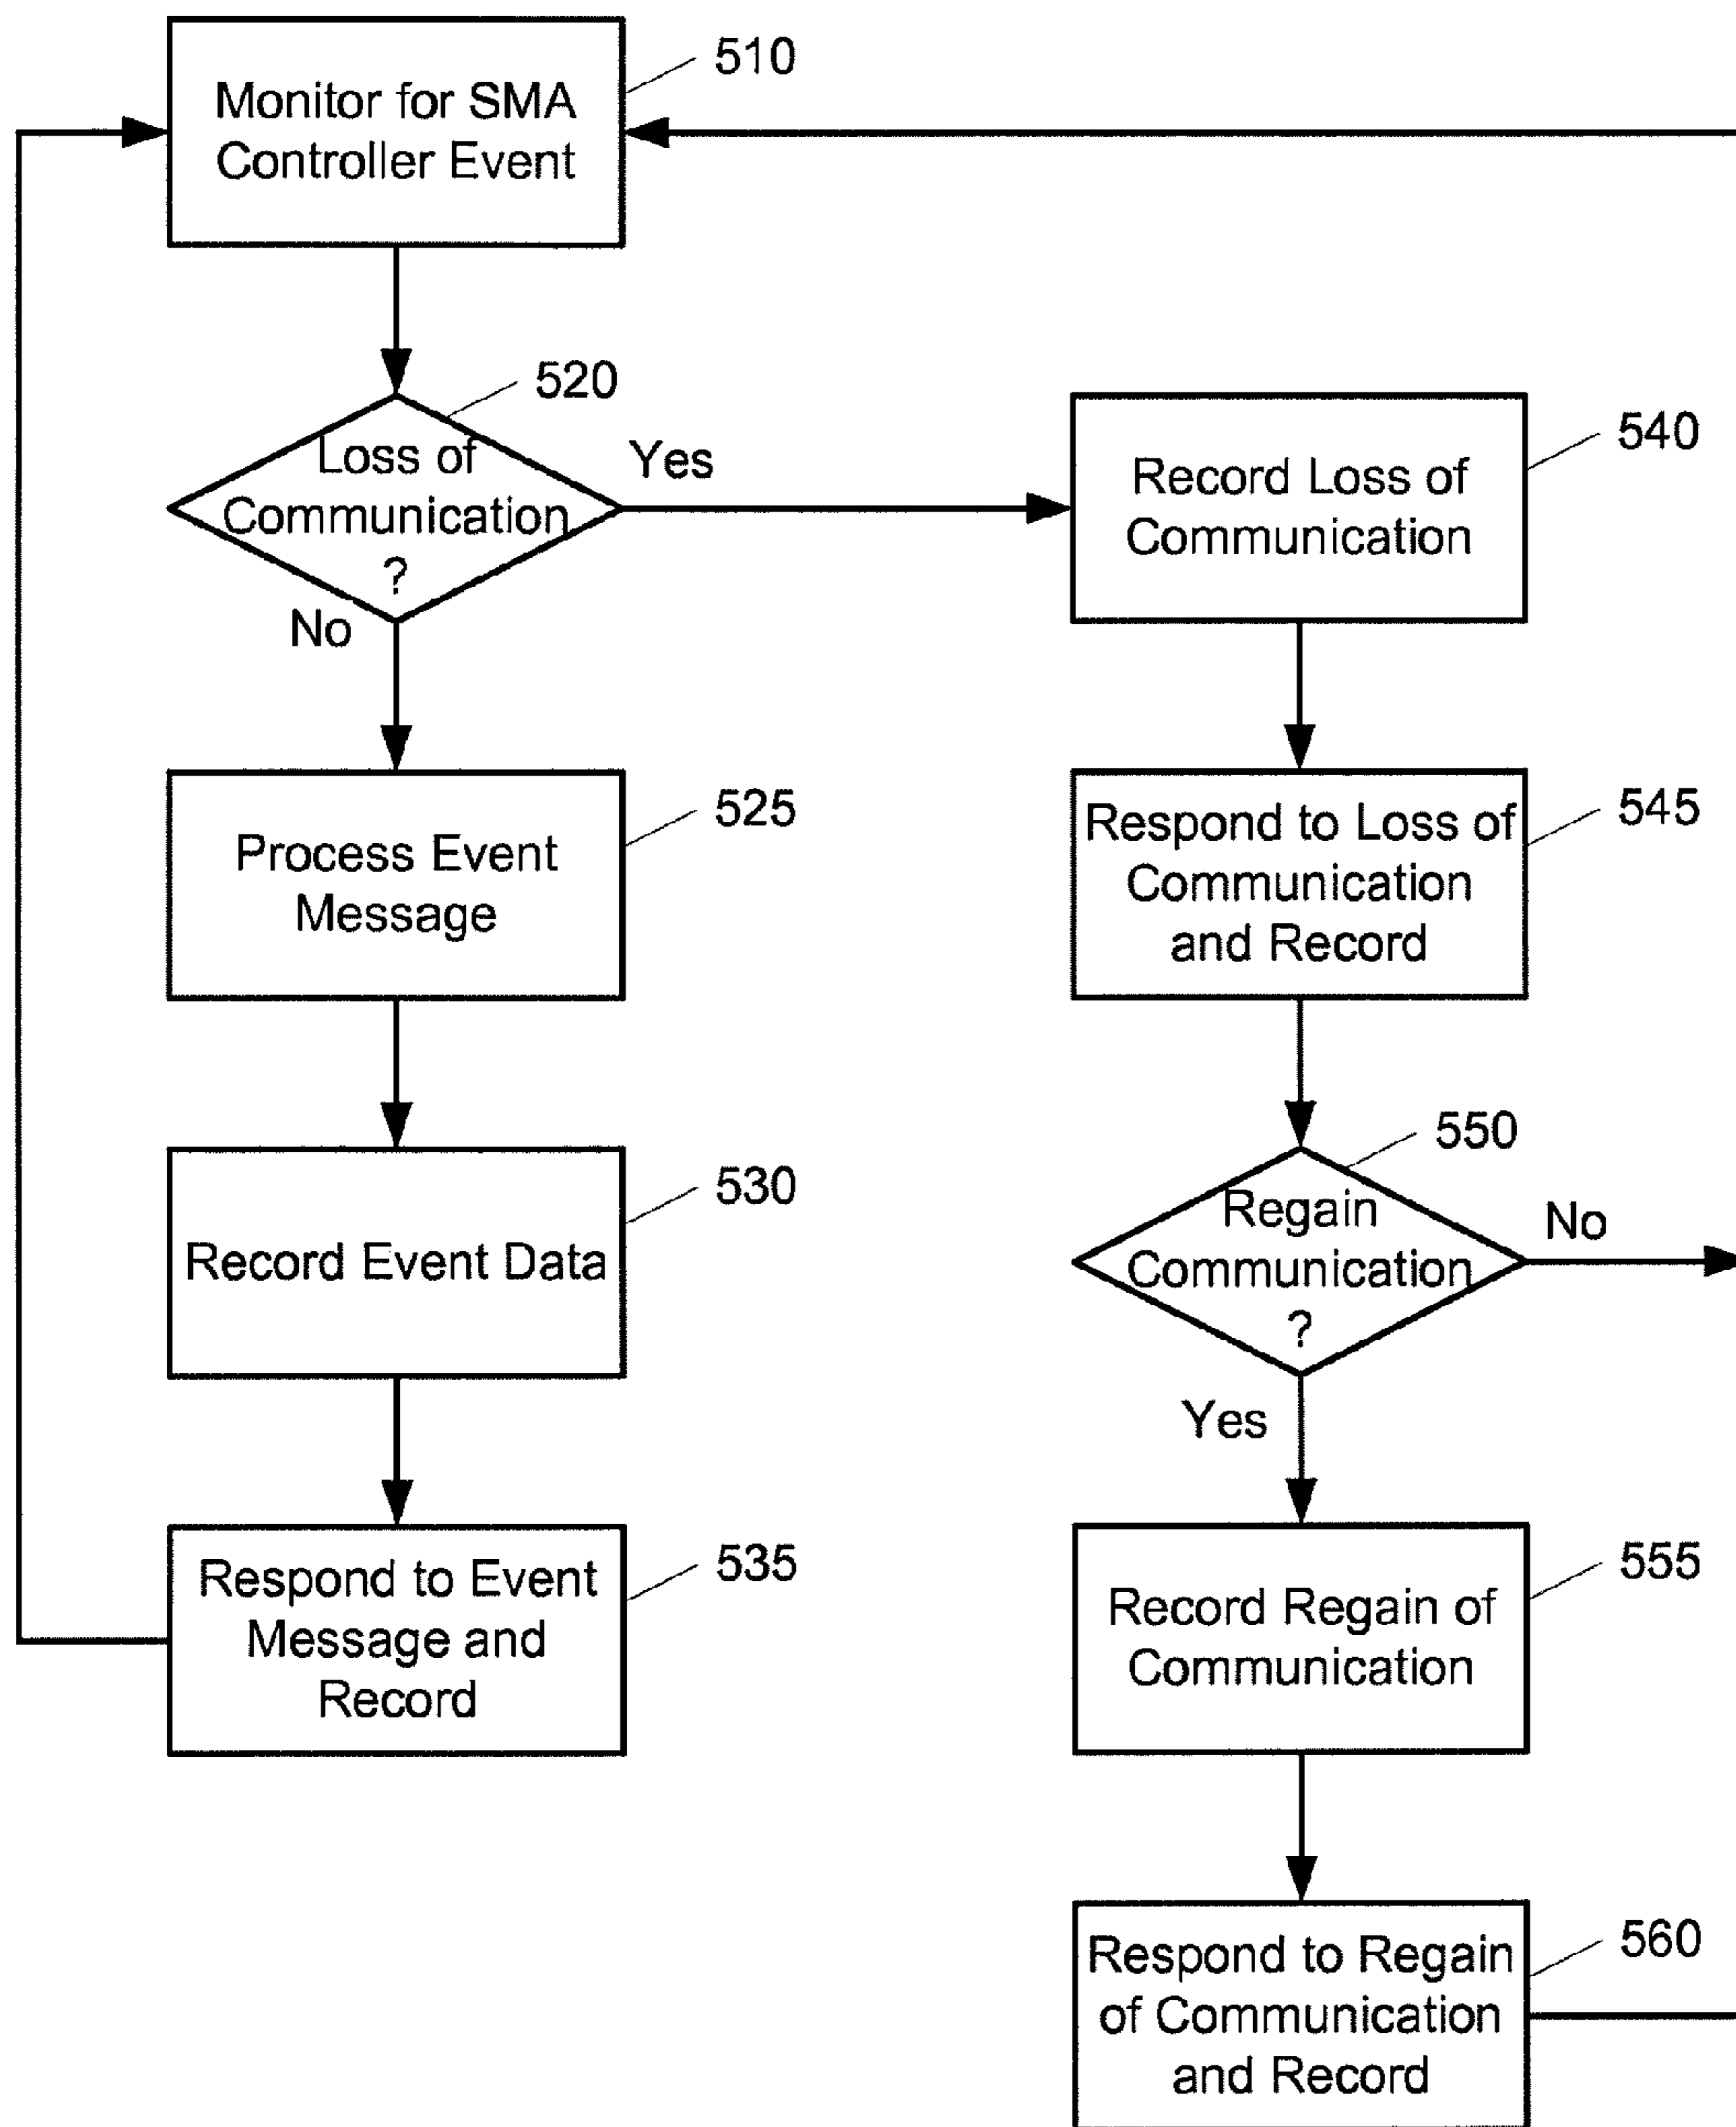 Monitor for SMA
Controller Event
510
Loss of
Communication
?
520
Yes
No
Process Event
Message
525
Record Event Data
530
Respond to Event
Message and
Record
535
Record Loss of
Communication
540
Respond to Loss of
Communication
and Record
545
Regain
Communication
?
550
No
Yes
Record Regain of
Communication
555
Respond to Regain
of Communication
and Record
560